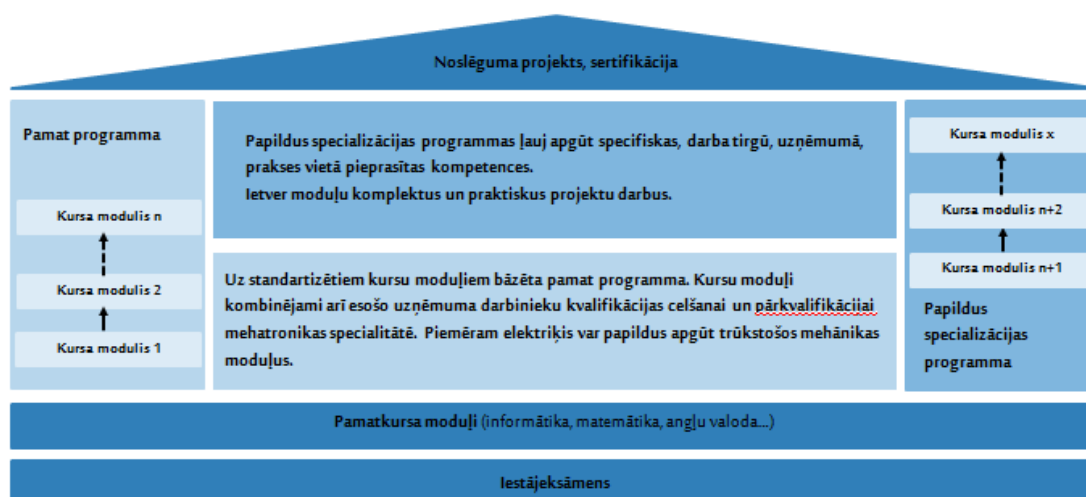 Noslēguma projekts, sertifikācija
Pamat programma
Kursa modulis n
Kursa modulis 2
Kursa modulis 1
Papildus specializācijas programmas ļauj apgūt specifiskas, darba tirgū, uzņēmumā,
prakses vietā pieprasītas kompetences.
Ietver moduļu komplektus un praktiskus projektu darbus.
Uz standartizētiem kursu moduļiem bāzēta pamat programma. Kursu moduļi
kombinējami arī esošo uzņēmuma darbinieku kvalifikācijas celšanai un pārkvalifikācijai
mehatronikas specialitātē. Piemēram elektriķis var papildus apgūt trūkstošos mehānikas
moduļus.
Kursa modulis x
Kursa modulis n+2
Kursa modulis n+1
Papildus
specializācijas
programma
Pamatkursa moduļi (informātika, matemātika, angļu valoda...)
Iestājeksāmens